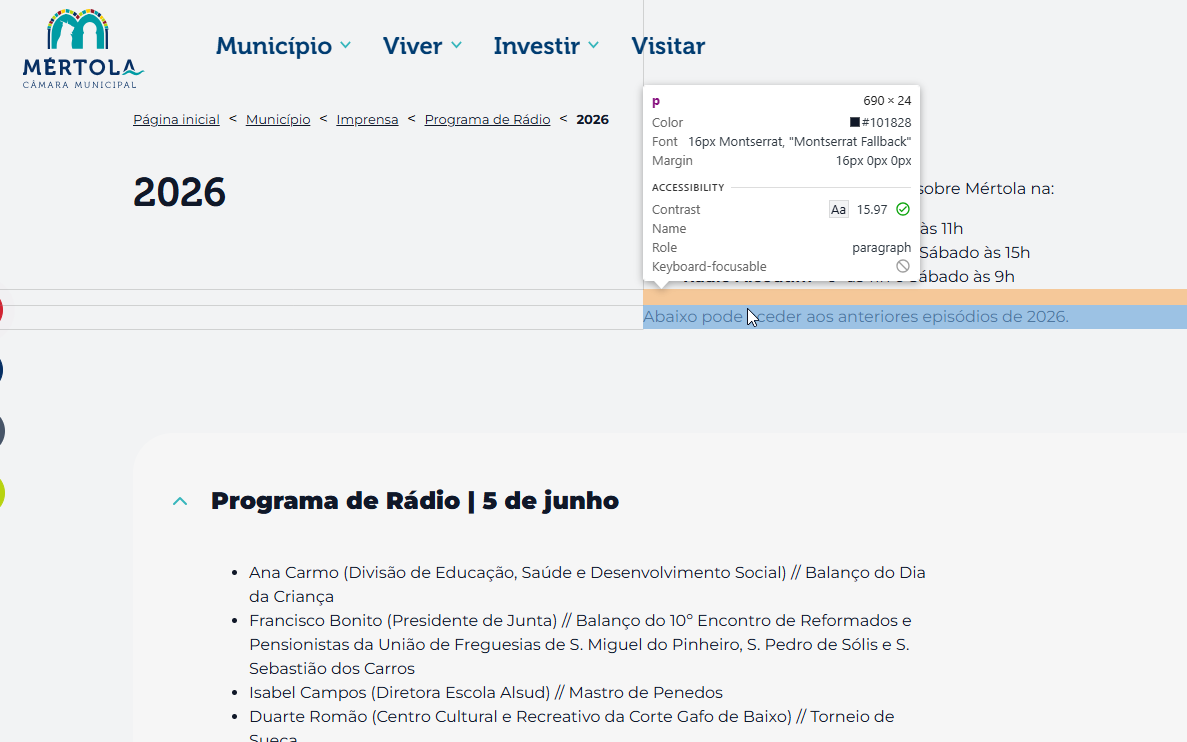 MÉRTOLA
CÂMARA MUNICIPAL
Município
Viver
Investir
Visitar
Página inicial < Município < Imprensa < Programa de Rádio < 2026
2026
p 690 × 24
Color #101828
Font 16px Montserrat, "Montserrat Fallback"
Margin 16px 0px 0px
ACCESSIBILITY
Contrast Aa 15.97
Name
Role paragraph
Keyboard-focusable
sobre Mértola na:
às 11h
Sábado às 15h
Sábado às 9h
Abaixo pode aceder aos anteriores episódios de 2026.
Programa de Rádio | 5 de junho
• Ana Carmo (Divisão de Educação, Saúde e Desenvolvimento Social) // Balanço do Dia
da Criança
• Francisco Bonito (Presidente de Junta) // Balanço do 10º Encontro de Reformados e
Pensionistas da União de Freguesias de S. Miguel do Pinheiro, S. Pedro de Sólis e S.
Sebastião dos Carros
• Isabel Campos (Diretora Escola Alsud) // Mastro de Penedos
• Duarte Romão (Centro Cultural e Recreativo da Corte Gafo de Baixo) // Torneio de
Sueca